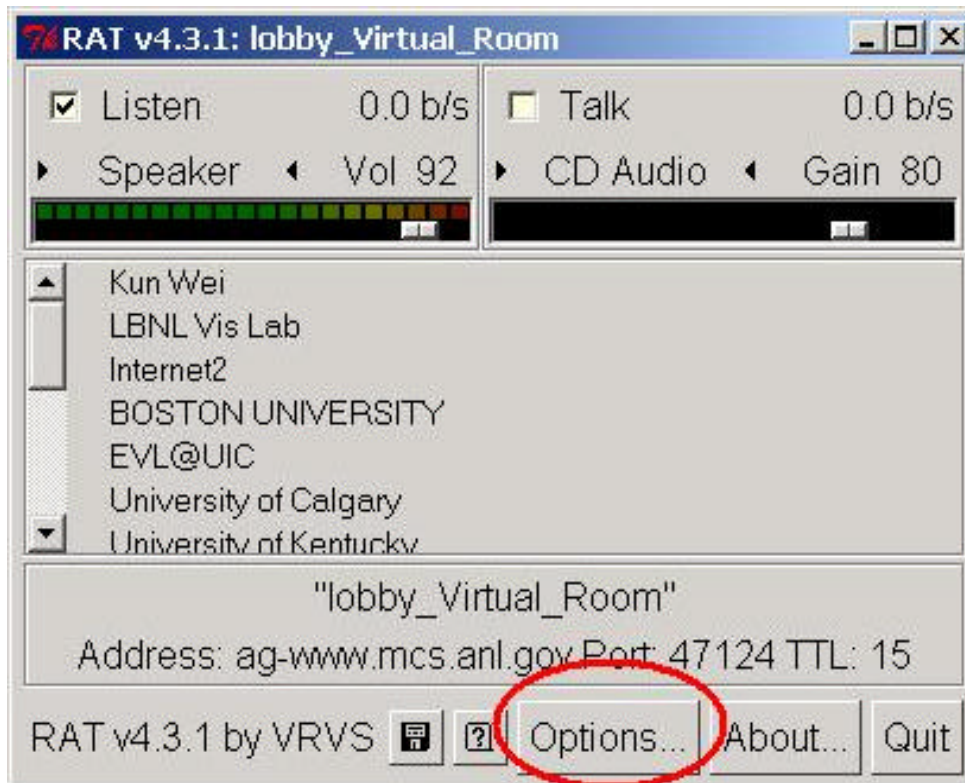 RAT v4.3.1: lobby_Virtual_Room
Listen 0.0 b/s
Talk 0.0 b/s
Speaker Vol 92
CD Audio Gain 80
Kun Wei
LBNL Vis Lab
Internet2
BOSTON UNIVERSITY
EVL@UIC
University of Calgary
University of Kentucky
"lobby_Virtual_Room"
Address: ag-www.mcs.anl.gov Port: 47124 TTL: 15
RAT v4.3.1 by VRVS ? Options... About... Quit